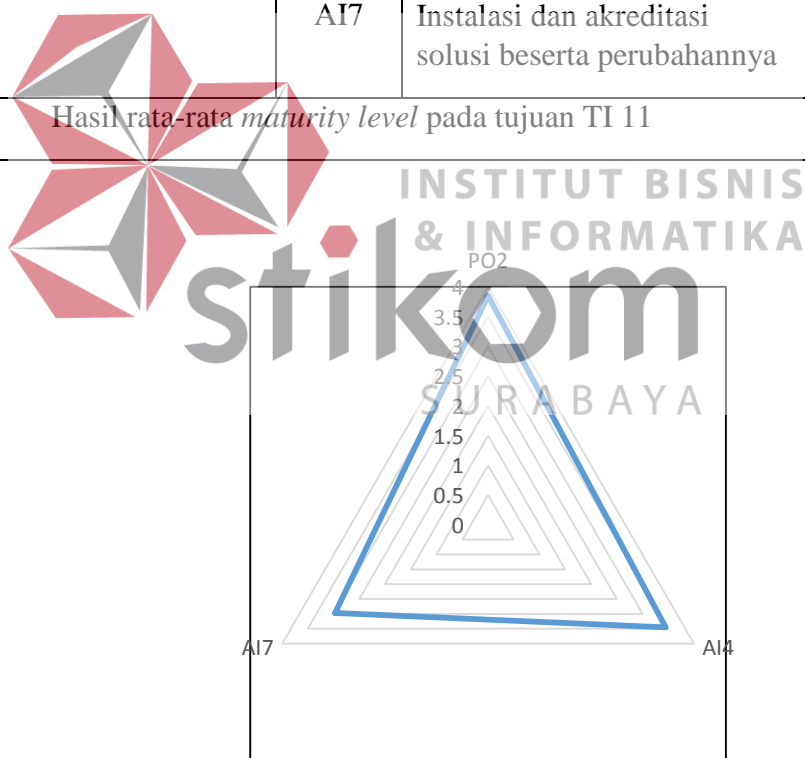 AI7
Instalasi dan akreditasi
solusi beserta perubahannya
Hasil rata-rata maturity level pada tujuan TI 11
INSTITUT BISNIS
& INFORMATIKA
stikom
SURABAYA
PO2
4
3.5
3
2.5
2
1.5
1
0.5
0
AI7
AI4